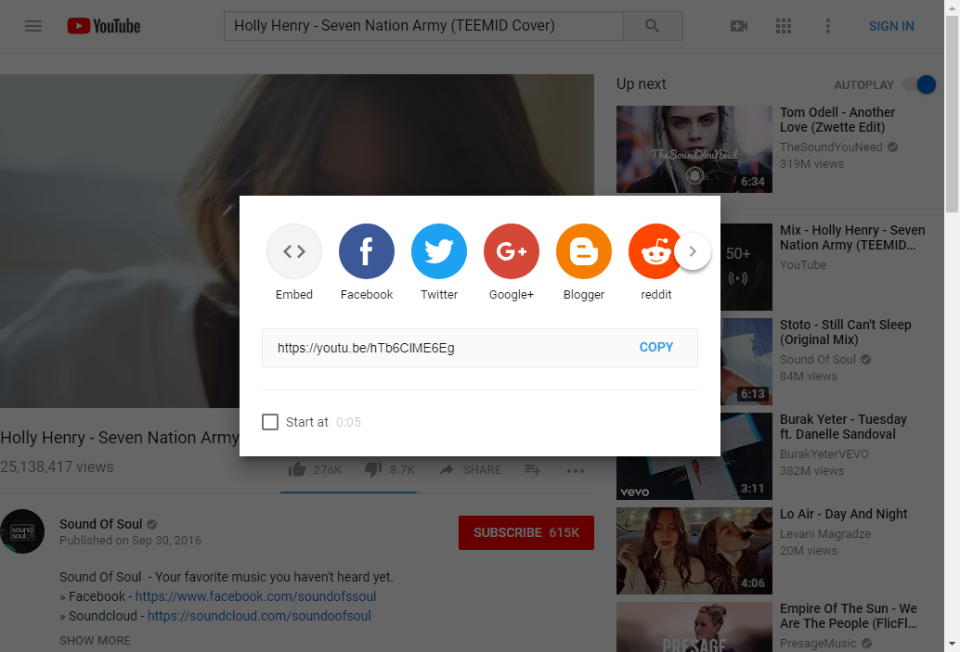 YouTube
Holly Henry - Seven Nation Army (TEEMID Cover)
SIGN IN
Up next
AUTOPLAY
TheSoundYouNeed
6:34
Tom Odell - Another
Love (Zwette Edit)
TheSoundYouNeed
319M views
50+
Mix - Holly Henry - Seven
Nation Army (TEEMID...
YouTube
Embed
Facebook
Twitter
G+
Google+
Blogger
reddit
https://youtu.be/hTb6CIME6Eg
COPY
Start at 0:05
6:13
Stoto - Still Can't Sleep
(Original Mix)
Sound Of Soul
84M views
vevo
3:11
Burak Yeter - Tuesday
ft. Danelle Sandoval
BurakYeterVEVO
382M views
Holly Henry - Seven Nation Army
25,138,417 views
276K
8.7K
SHARE
sound
soul
Sound Of Soul
Published on Sep 30, 2016
SUBSCRIBE 615K
Sound Of Soul - Your favorite music you haven't heard yet.
» Facebook - https://www.facebook.com/soundofssoul
» Soundcloud - https://soundcloud.com/soundoofsoul
SHOW MORE
4:06
Lo Air - Day And Night
Levani Magradze
20M views
PRESAGE
Empire Of The Sun - We
Are The People (FlicFl...
PresageMusic